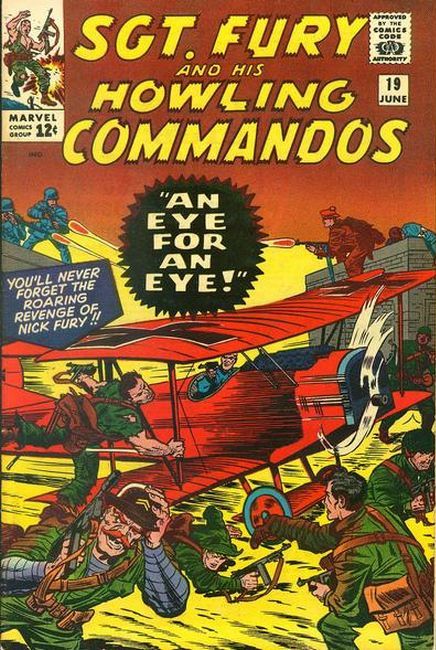 SGT. FURY
AND HIS
HOWLING
COMMANDOS
APPROVED
BY THE
COMICS
CODE
AUTHORITY
MARVEL
COMICS
GROUP
12¢
IND.
19
JUNE
"AN
EYE
FOR
AN
EYE!"
YOU'LL NEVER
FORGET THE
ROARING
REVENGE OF
NICK FURY!!